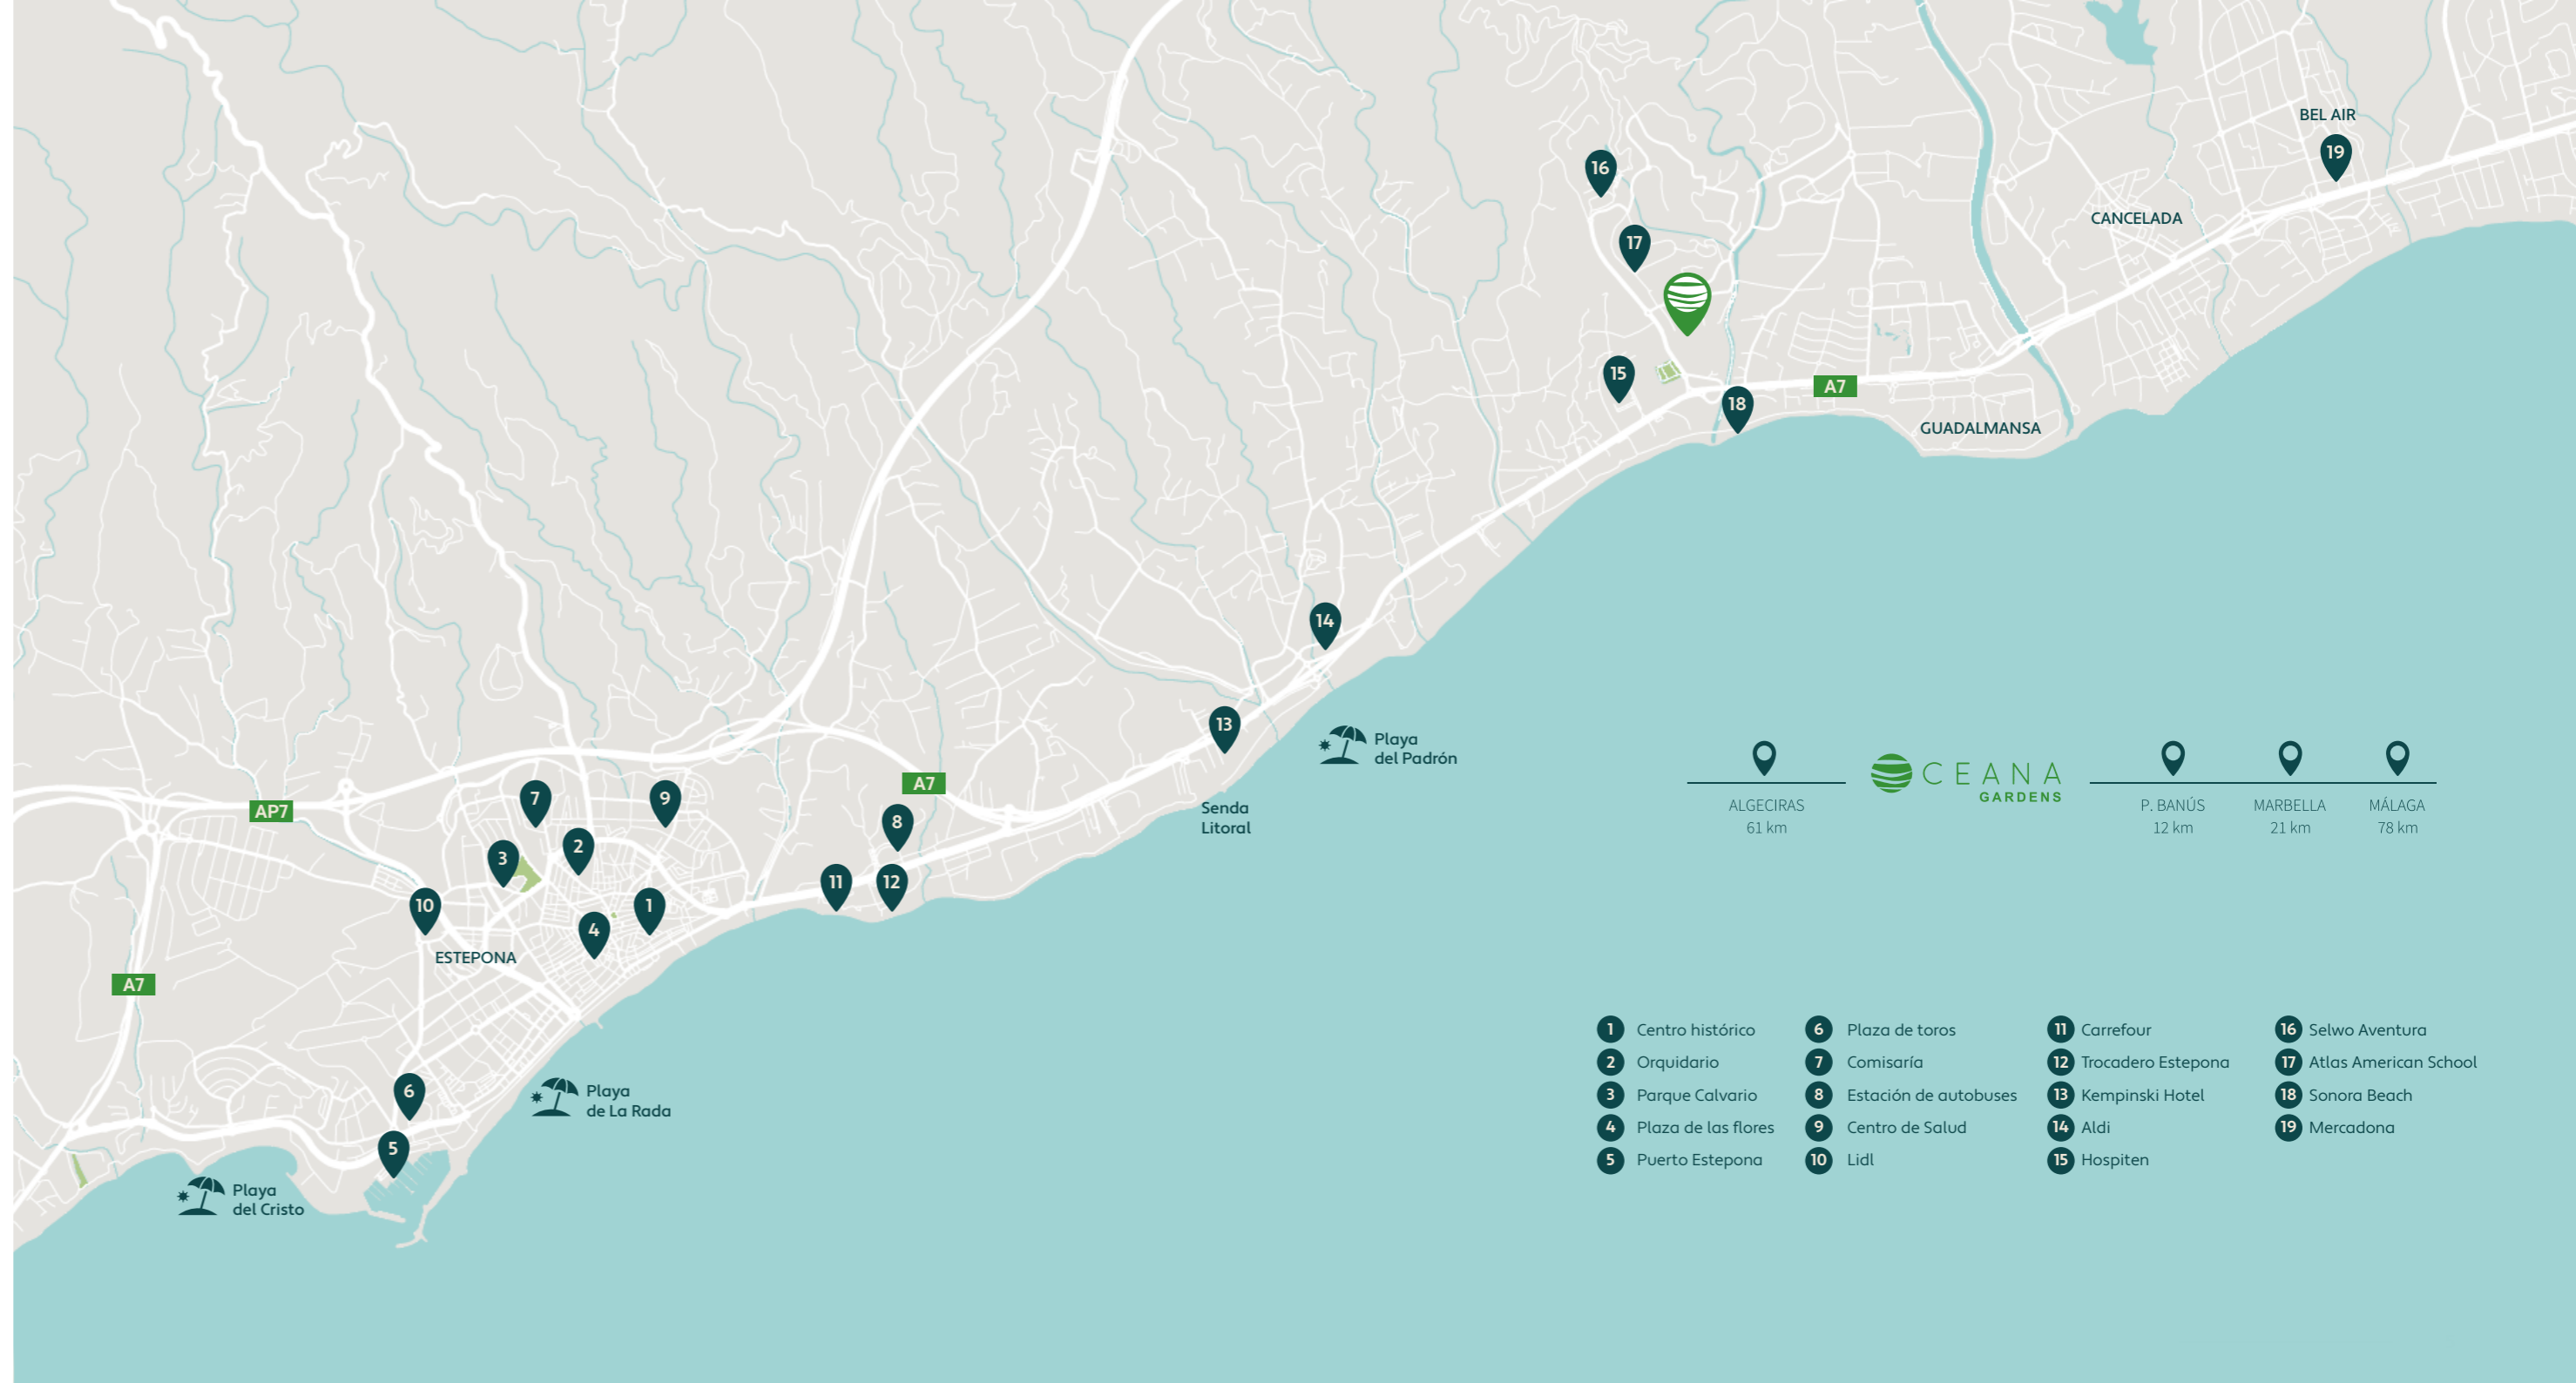 BEL AIR
19
16
CANCELADA
17
15
A7
18
GUADALMANSA
14
13
Playa
del Padrón
Senda
Litoral
A7
AP7
7
9
8
2
3
11
12
10
1
4
ESTEPONA
A7
6
Playa
de La Rada
5
Playa
del Cristo
ALGECIRAS
61 km
CEANA
GARDENS
P. BANÚS
12 km
MARBELLA
21 km
MÁLAGA
78 km
1 Centro histórico
2 Orquidario
3 Parque Calvario
4 Plaza de las flores
5 Puerto Estepona
6 Plaza de toros
7 Comisaría
8 Estación de autobuses
9 Centro de Salud
10 Lidl
11 Carrefour
12 Trocadero Estepona
13 Kempinski Hotel
14 Aldi
15 Hospiten
16 Selwo Aventura
17 Atlas American School
18 Sonora Beach
19 Mercadona